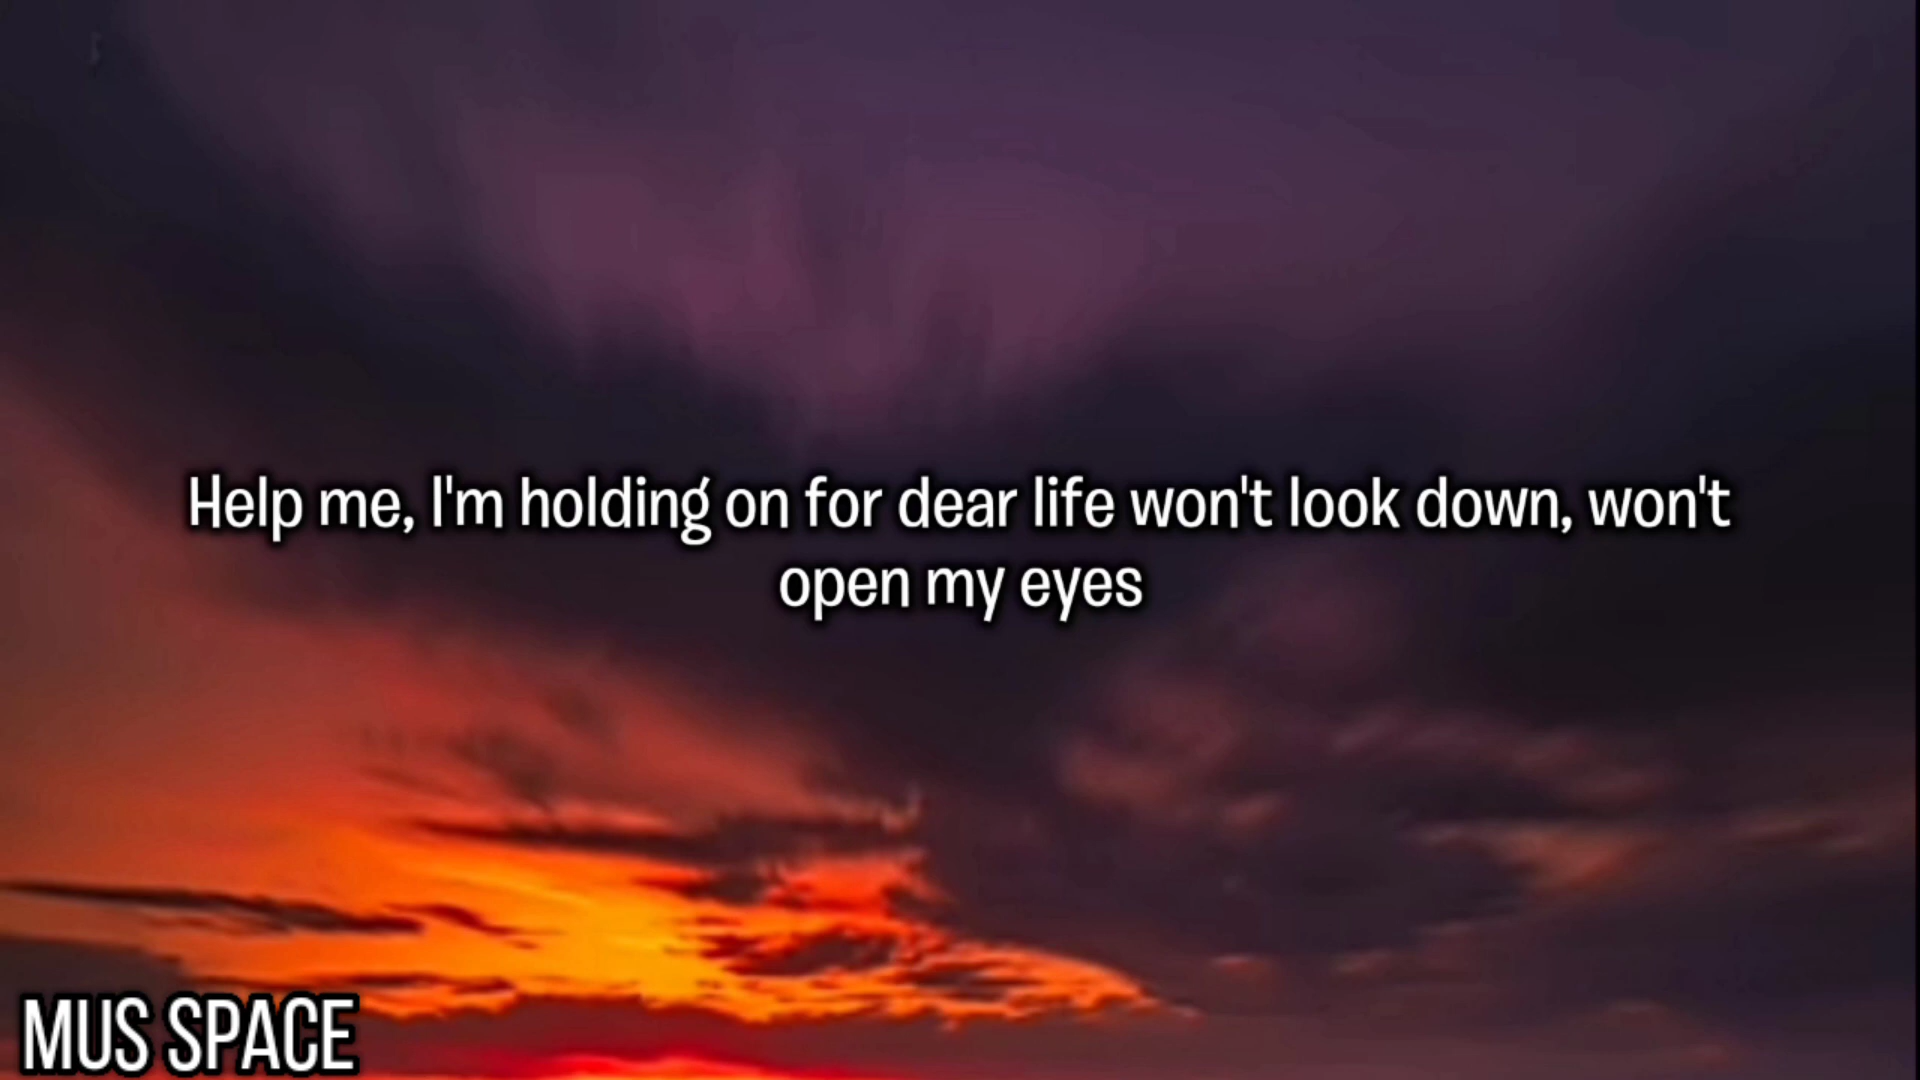 Help me, I'm holding on for dear life won't look down, won't
open my eyes
MUS SPACE